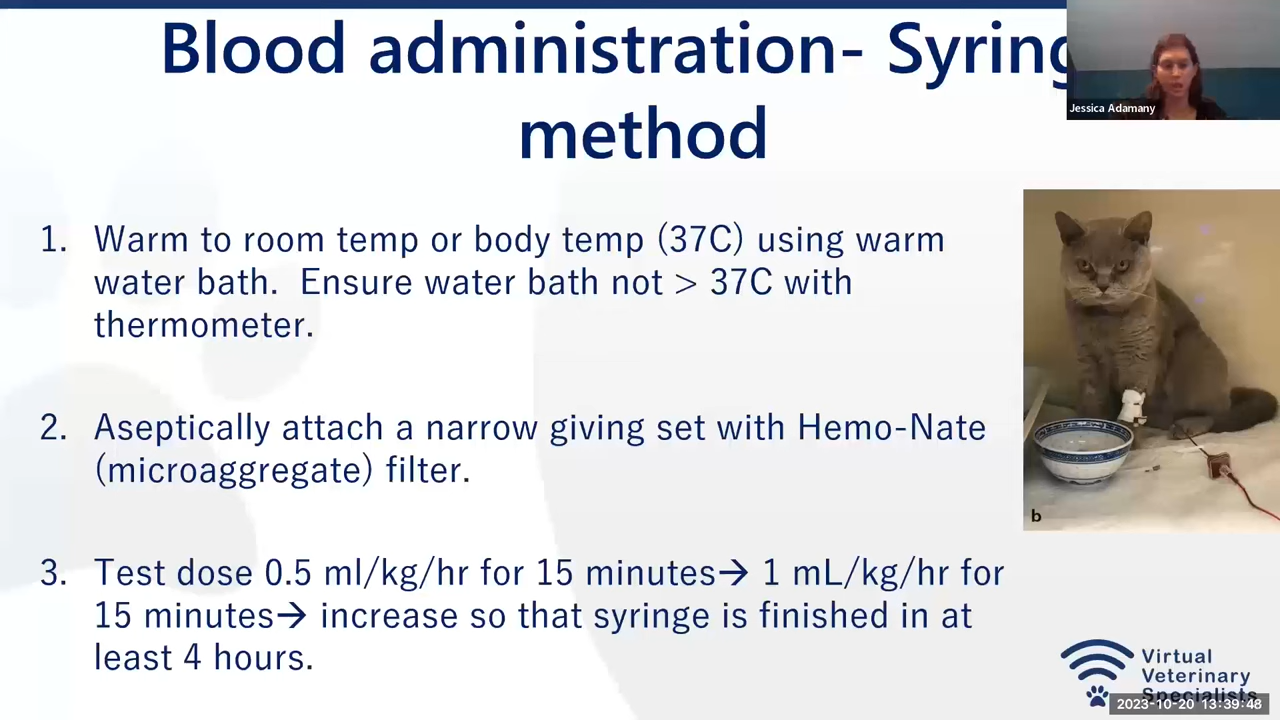 Blood administration- Syring
method
Jessica Adamany
1. Warm to room temp or body temp (37C) using warm
water bath.  Ensure water bath not > 37C with
thermometer.
2. Aseptically attach a narrow giving set with Hemo-Nate
(microaggregate) filter.
b
3. Test dose 0.5 ml/kg/hr for 15 minutes→ 1 mL/kg/hr for
15 minutes→ increase so that syringe is finished in at
least 4 hours.
Virtual
Veterinary
Specialists
2023-10-20 13:39:48